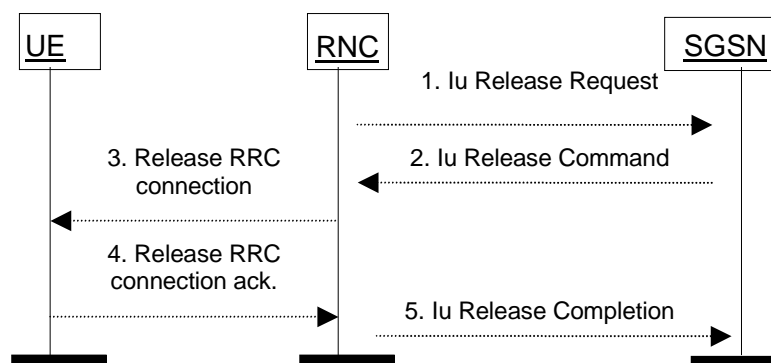 UE
RNC
SGSN
1. Iu Release Request
2. Iu Release Command
3. Release RRC
connection
4. Release RRC
connection ack.
5. Iu Release Completion